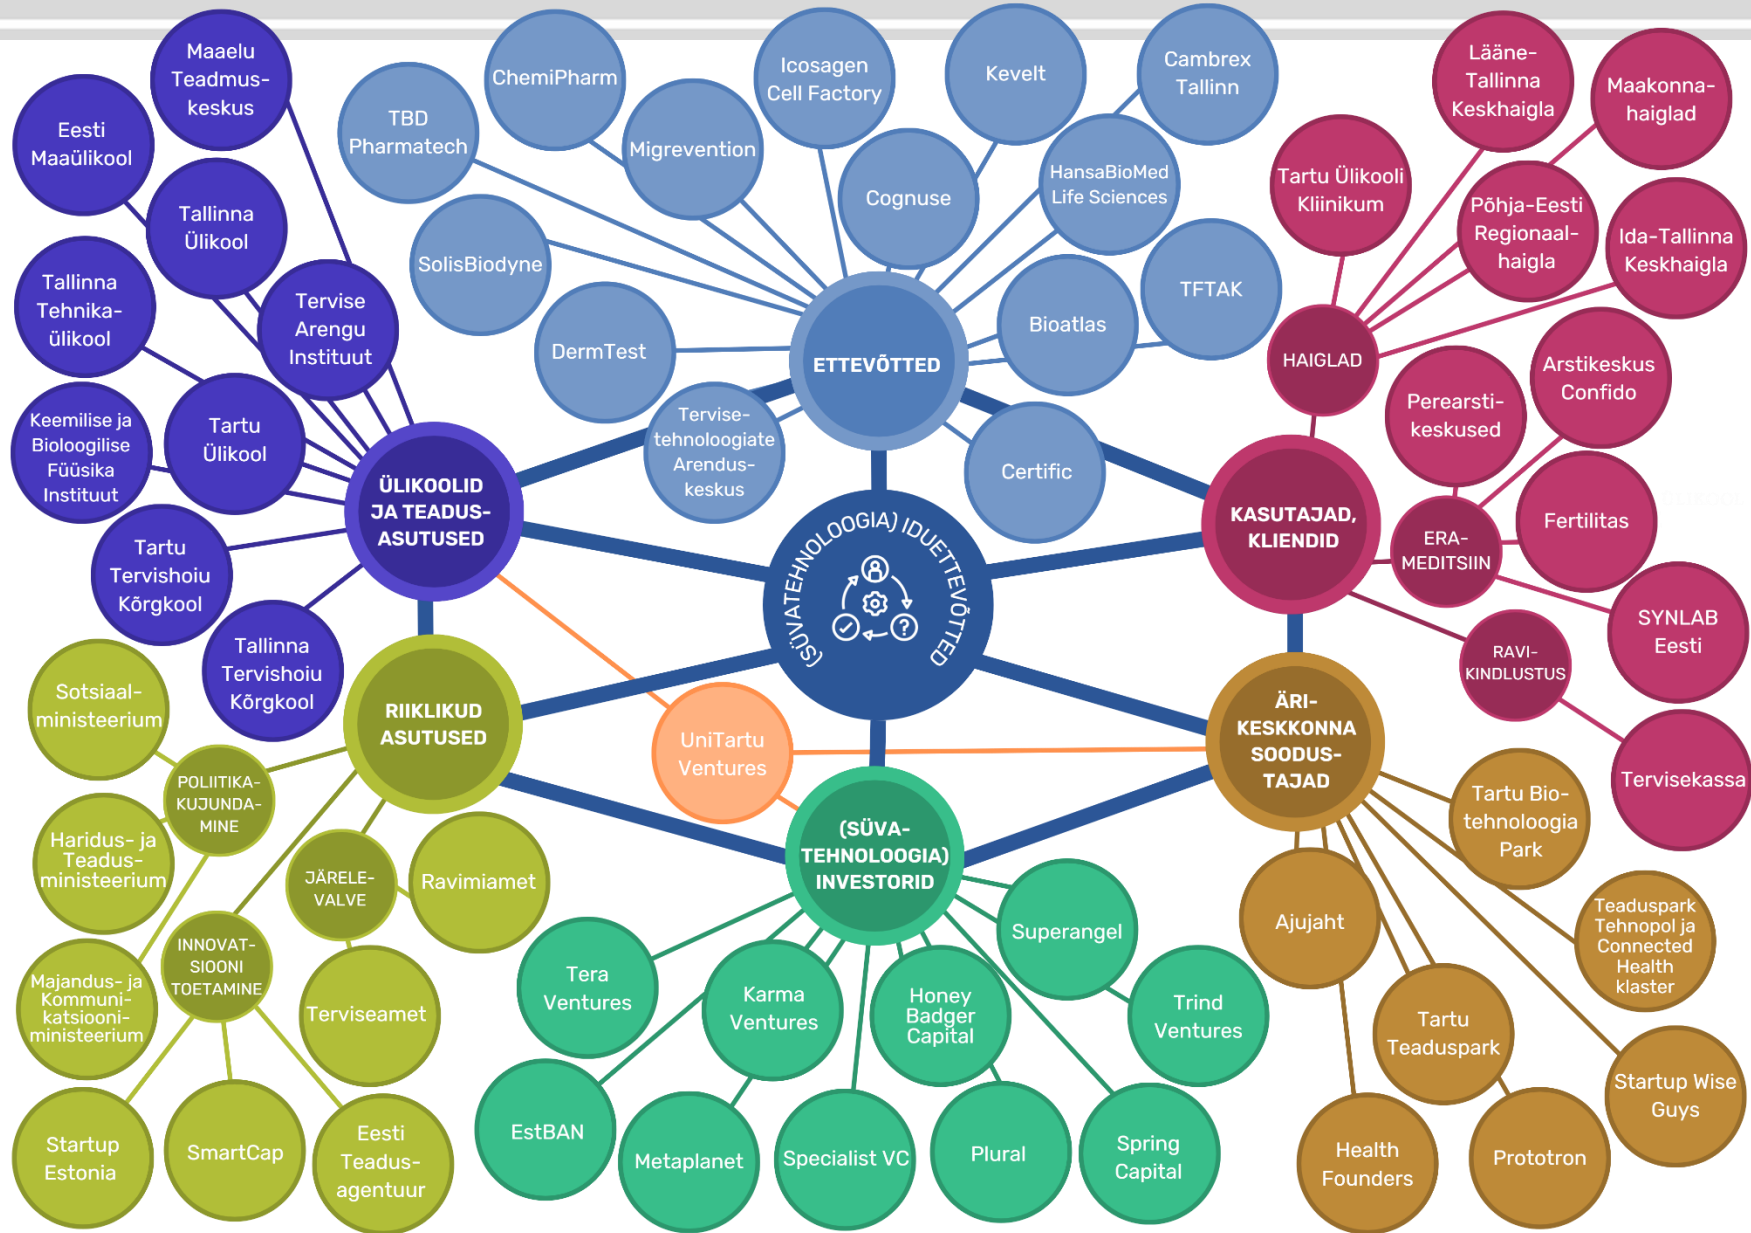 Maaelu
Teadmus-
keskus
Eesti
Maaülikool
Tallinna
Ülikool
Tallinna
Tehnika-
ülikool
Tervise
Arengu
Instituut
Keemilise ja
Bioloogilise
Füüsika
Instituut
Tartu
Ülikool
Tartu
Tervishoiu
Kõrgkool
Tallinna
Tervishoiu
Kõrgkool
ÜLIKOOLID
JA TEADUS-
ASUTUSED
TBD
Pharmatech
ChemiPharm
Migrevention
Icosagen
Cell Factory
Kevelt
Cambrex
Tallinn
Cognuse
HansaBioMed
Life Sciences
SolisBiodyne
DermTest
Bioatlas
TFTAK
Tervise-
tehnoloogiate
Arendus-
keskus
Certific
ETTEVÕTTED
(SÜVATEHNOLOOGIA) IDUETTEVÕTTED
Lääne-
Tallinna
Keskhaigla
Maakonna-
haiglad
Tartu Ülikooli
Kliinikum
Põhja-Eesti
Regionaal-
haigla
Ida-Tallinna
Keskhaigla
HAIGLAD
Perearsti-
keskused
Arstikeskus
Confido
Fertilitas
ERA-
MEDITSIIN
SYNLAB
Eesti
RAVI-
KINDLUSTUS
Tervisekassa
KASUTAJAD,
KLIENDID
Sotsiaal-
ministeerium
POLIITIKA-
KUJUNDA-
MINE
Haridus- ja
Teadus-
ministeerium
Majandus- ja
Kommuni-
katsiooni-
ministeerium
RIIKLIKUD
ASUTUSED
JÄRELE-
VALVE
Ravimiamet
Terviseamet
INNOVAT-
SIOONI
TOETAMINE
Startup
Estonia
SmartCap
Eesti
Teadus-
agentuur
UniTartu
Ventures
(SÜVA-
TEHNOLOOGIA)
INVESTORID
Tera
Ventures
Karma
Ventures
Honey
Badger
Capital
Superangel
Trind
Ventures
EstBAN
Metaplanet
Specialist VC
Plural
Spring
Capital
ÄRI-
KESKKONNA
SOODUS-
TAJAD
Tartu Bio-
tehnoloogia
Park
Ajujaht
Teaduspark
Tehnopol ja
Connected
Health
klaster
Tartu
Teaduspark
Startup Wise
Guys
Health
Founders
Prototron